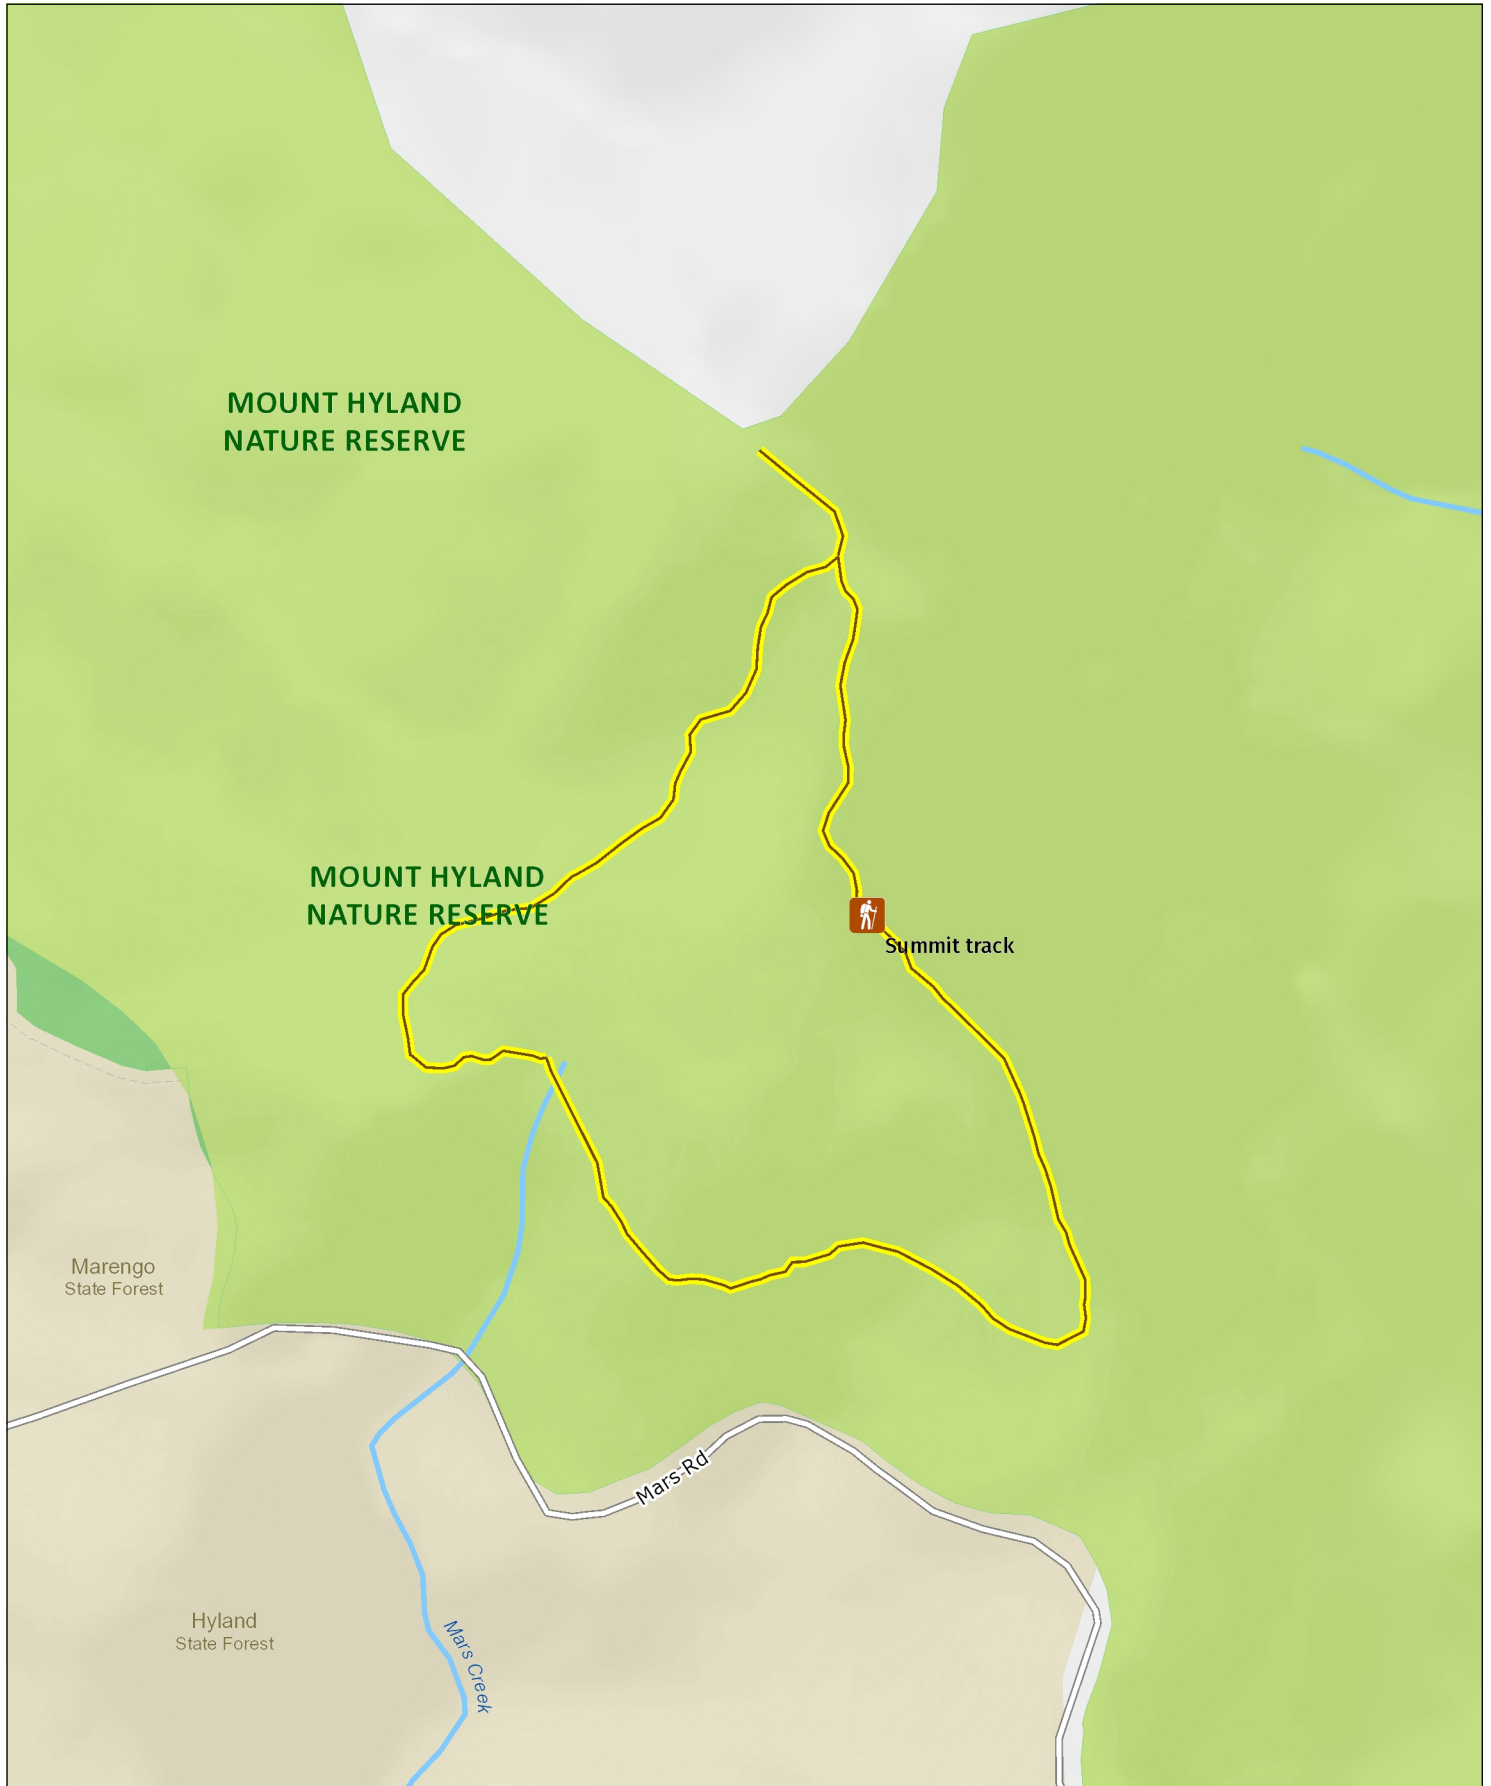 MOUNT HYLAND
NATURE RESERVE
MOUNT HYLAND
NATURE RESERVE
Summit track
Marengo
State Forest
Mars Rd
Hyland
State Forest
Mars Creek